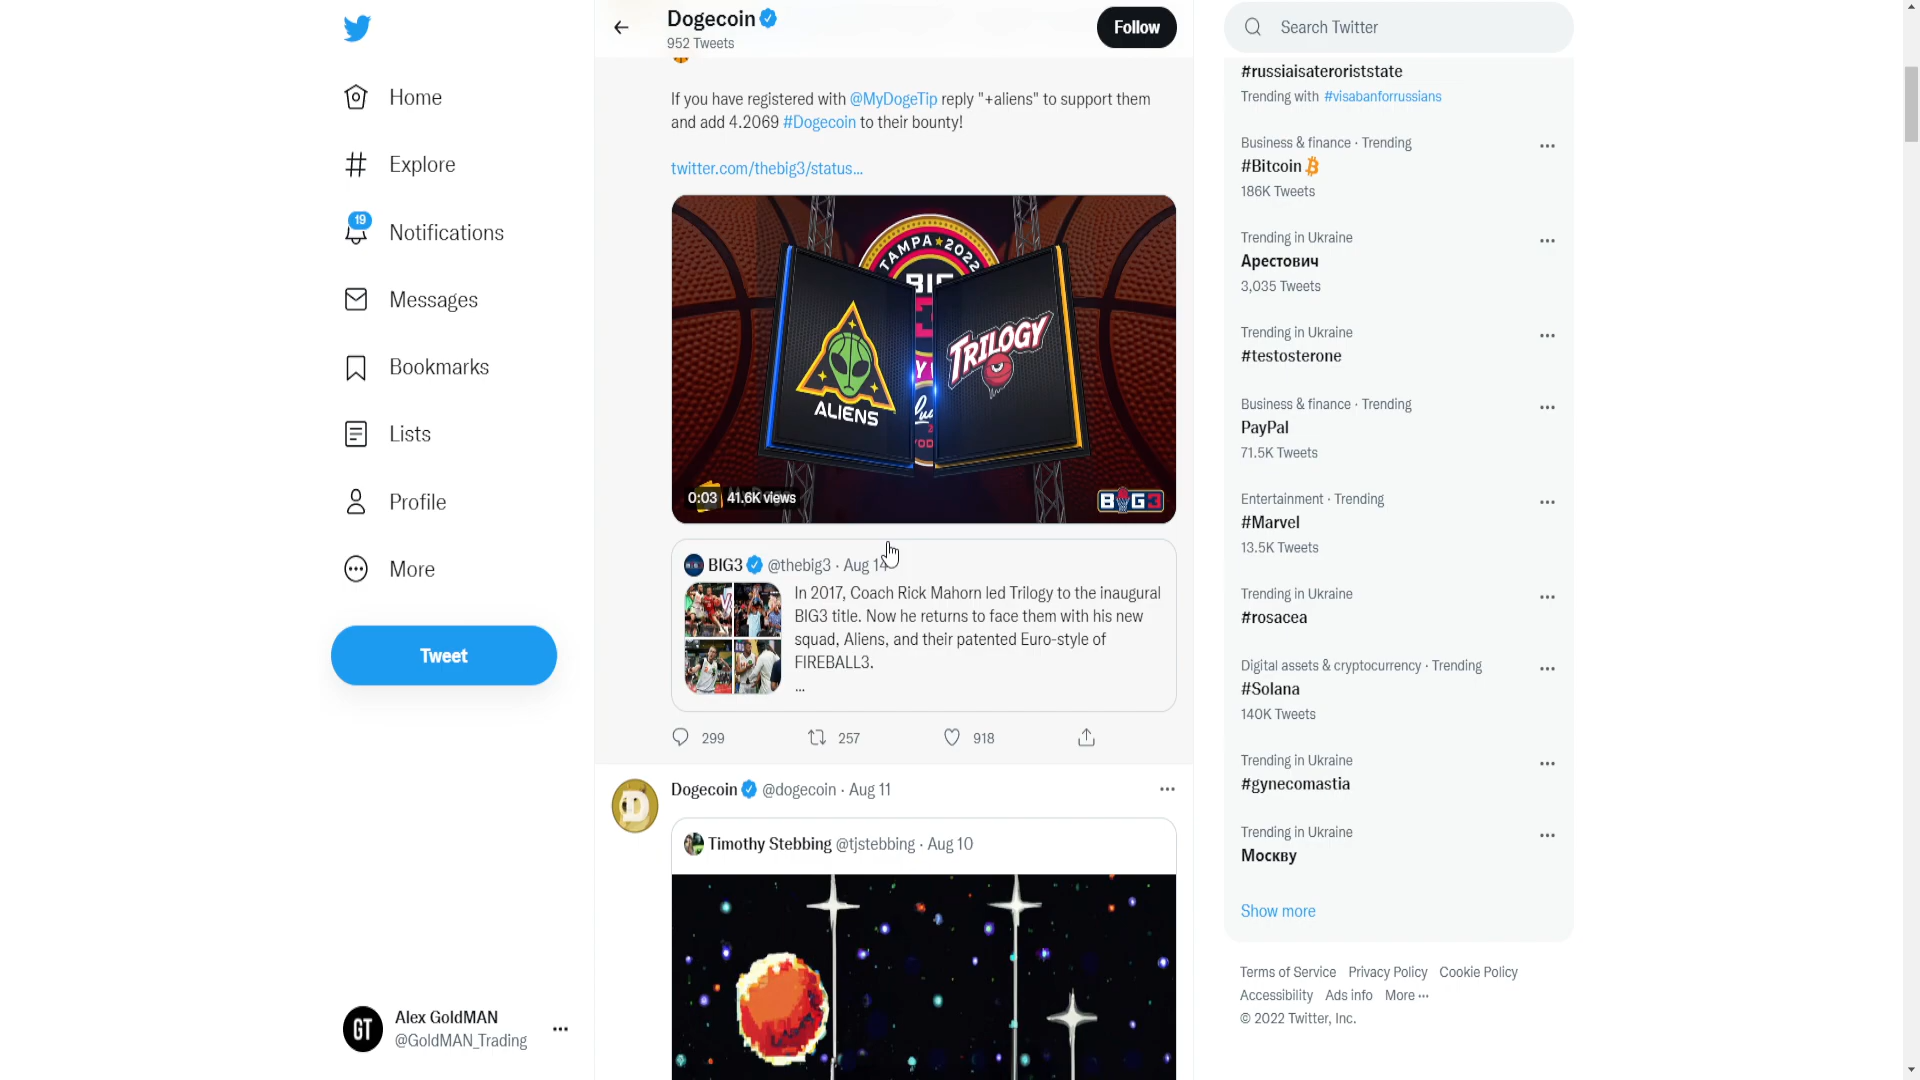 Home
Explore
19
Notifications
Messages
Bookmarks
Lists
Profile
More
Tweet
GT
Alex GoldMAN
@GoldMAN_Trading
Dogecoin
952 Tweets
Follow
If you have registered with @MyDogeTip reply "+aliens" to support them
and add 4.2069 #Dogecoin to their bounty!
twitter.com/thebig3/status...
TAMPA★2022
ALIENS
TRILOGY
0:03 41.6K views
BIG3
BIG3 @thebig3 · Aug 14
In 2017, Coach Rick Mahorn led Trilogy to the inaugural
BIG3 title. Now he returns to face them with his new
squad, Aliens, and their patented Euro-style of
FIREBALL3.
...
299 257 918
Dogecoin @dogecoin · Aug 11
Timothy Stebbing @tjstebbing · Aug 10
Search Twitter
#russiaisateroriststate
Trending with #visabanforrussians
Business & finance · Trending
#Bitcoin
186K Tweets
Trending in Ukraine
Арестович
3,035 Tweets
Trending in Ukraine
#testosterone
Business & finance · Trending
PayPal
71.5K Tweets
Entertainment · Trending
#Marvel
13.5K Tweets
Trending in Ukraine
#rosacea
Digital assets & cryptocurrency · Trending
#Solana
140K Tweets
Trending in Ukraine
#gynecomastia
Trending in Ukraine
Москву
Show more
Terms of Service Privacy Policy Cookie Policy
Accessibility Ads info More ···
© 2022 Twitter, Inc.